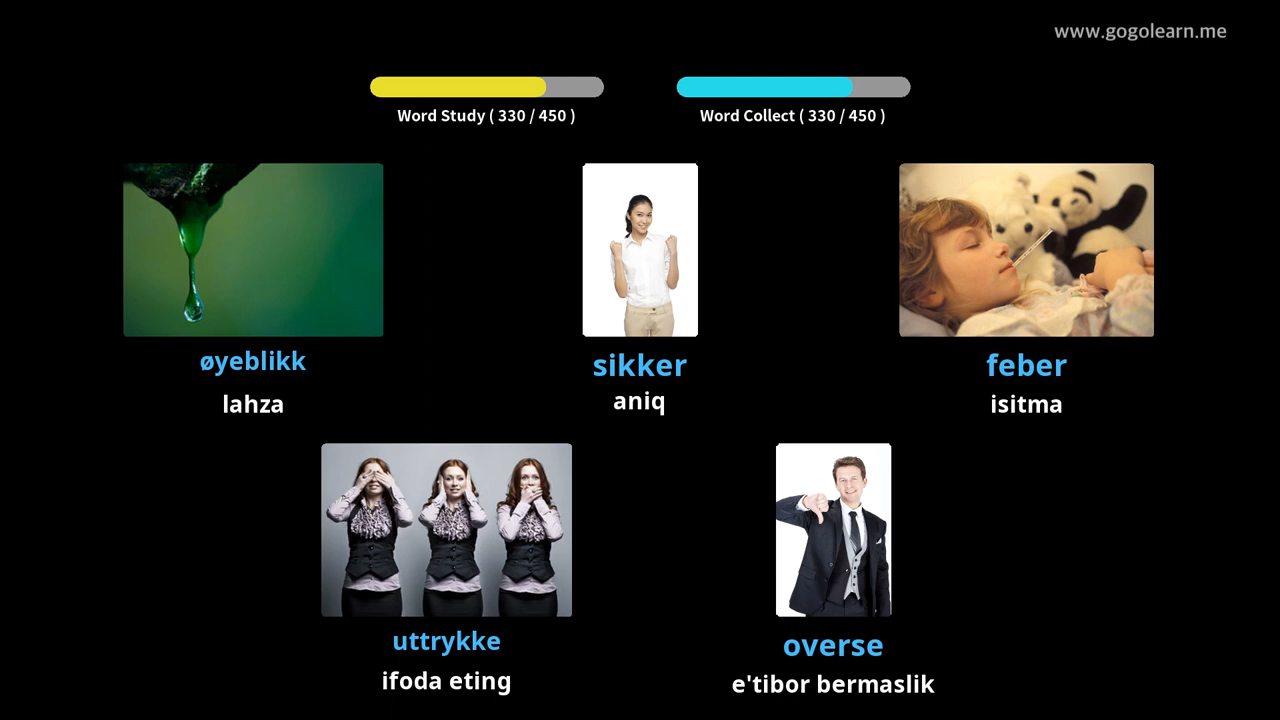 www.gogolearn.me
Word Study ( 330 / 450 )
Word Collect ( 330 / 450 )
øyeblikk
lahza
sikker
aniq
feber
isitma
uttrykke
ifoda eting
overse
e'tibor bermaslik